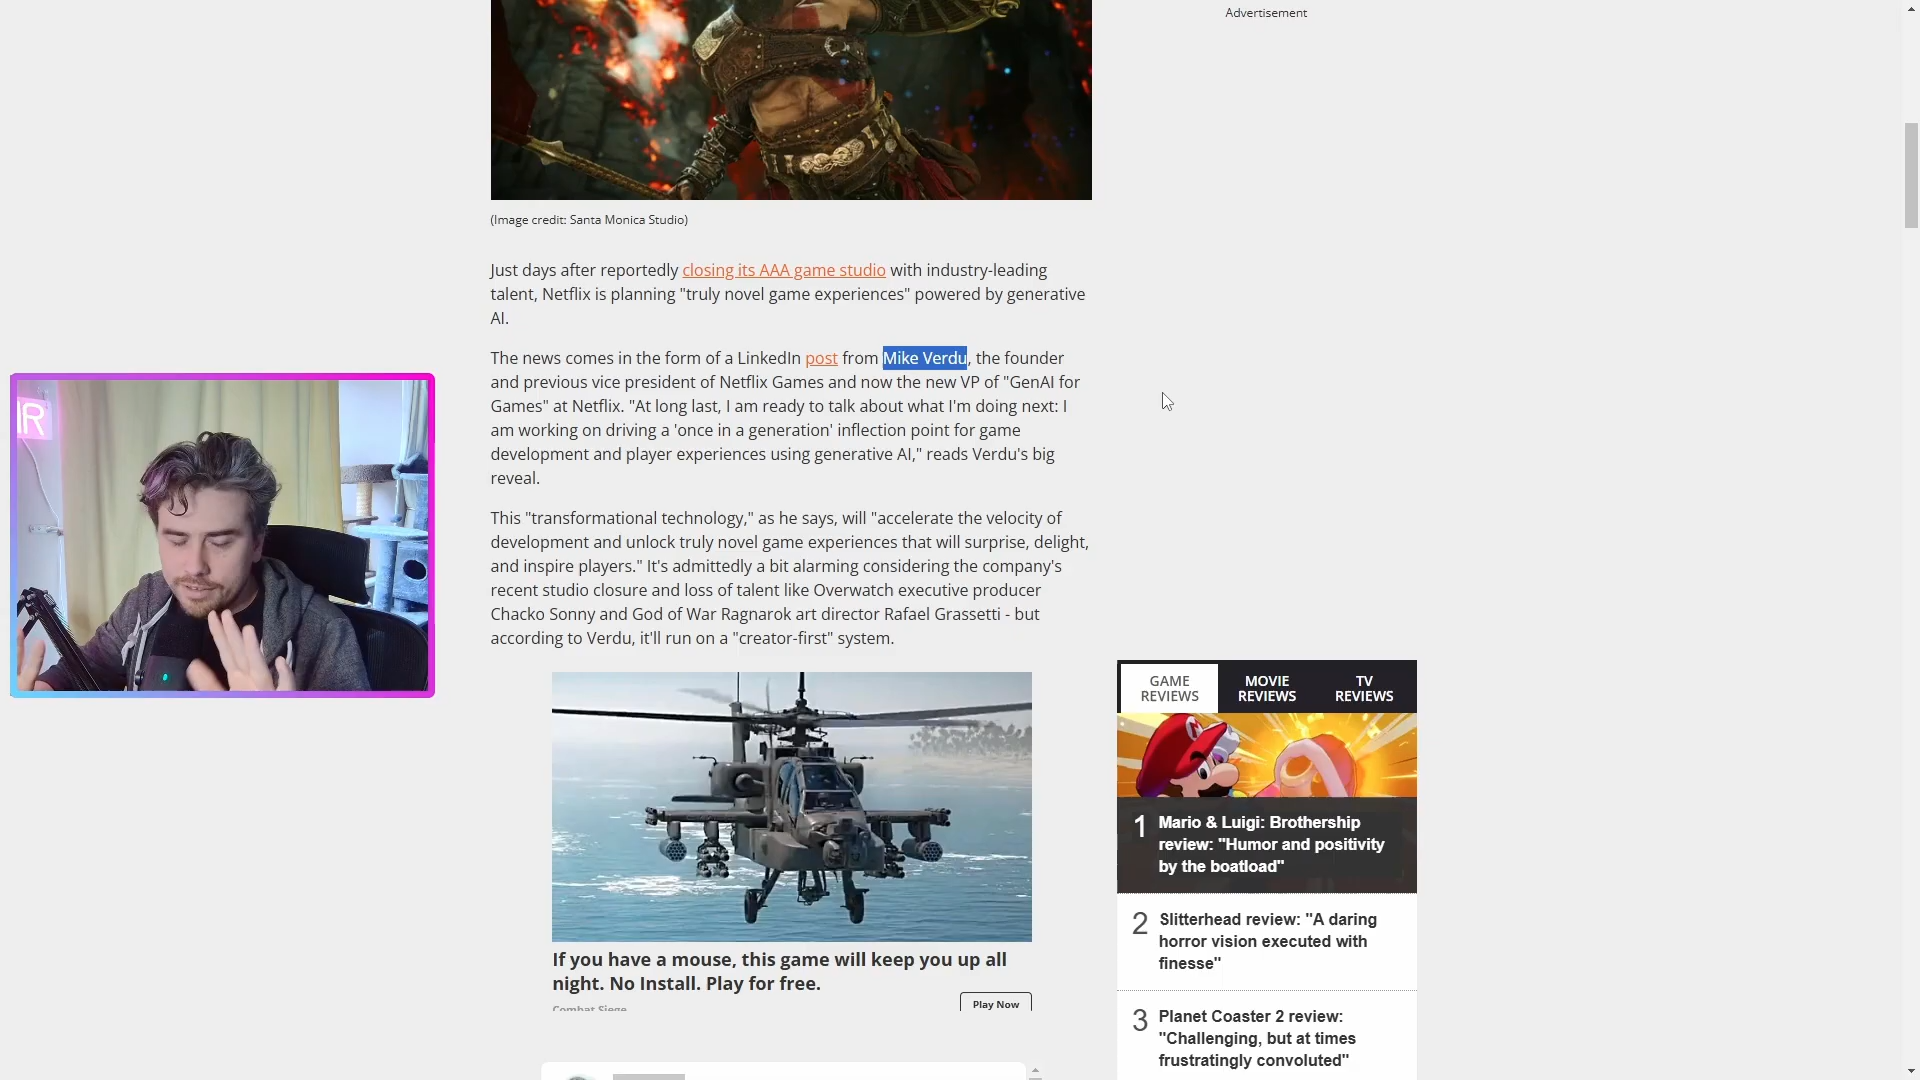 Advertisement
(Image credit: Santa Monica Studio)
Just days after reportedly closing its AAA game studio with industry-leading
talent, Netflix is planning "truly novel game experiences" powered by generative
AI.
The news comes in the form of a LinkedIn post from Mike Verdu, the founder
and previous vice president of Netflix Games and now the new VP of "GenAI for
Games" at Netflix. "At long last, I am ready to talk about what I'm doing next: I
am working on driving a 'once in a generation' inflection point for game
development and player experiences using generative AI," reads Verdu's big
reveal.
This "transformational technology," as he says, will "accelerate the velocity of
development and unlock truly novel game experiences that will surprise, delight,
and inspire players." It's admittedly a bit alarming considering the company's
recent studio closure and loss of talent like Overwatch executive producer
Chacko Sonny and God of War Ragnarok art director Rafael Grassetti - but
according to Verdu, it'll run on a "creator-first" system.
R
If you have a mouse, this game will keep you up all
night. No Install. Play for free.
Combat Siege
Play Now
GAME
REVIEWS
MOVIE
REVIEWS
TV
REVIEWS
1 Mario & Luigi: Brothership
review: "Humor and positivity
by the boatload"
2 Slitterhead review: "A daring
horror vision executed with
finesse"
3 Planet Coaster 2 review:
"Challenging, but at times
frustratingly convoluted"